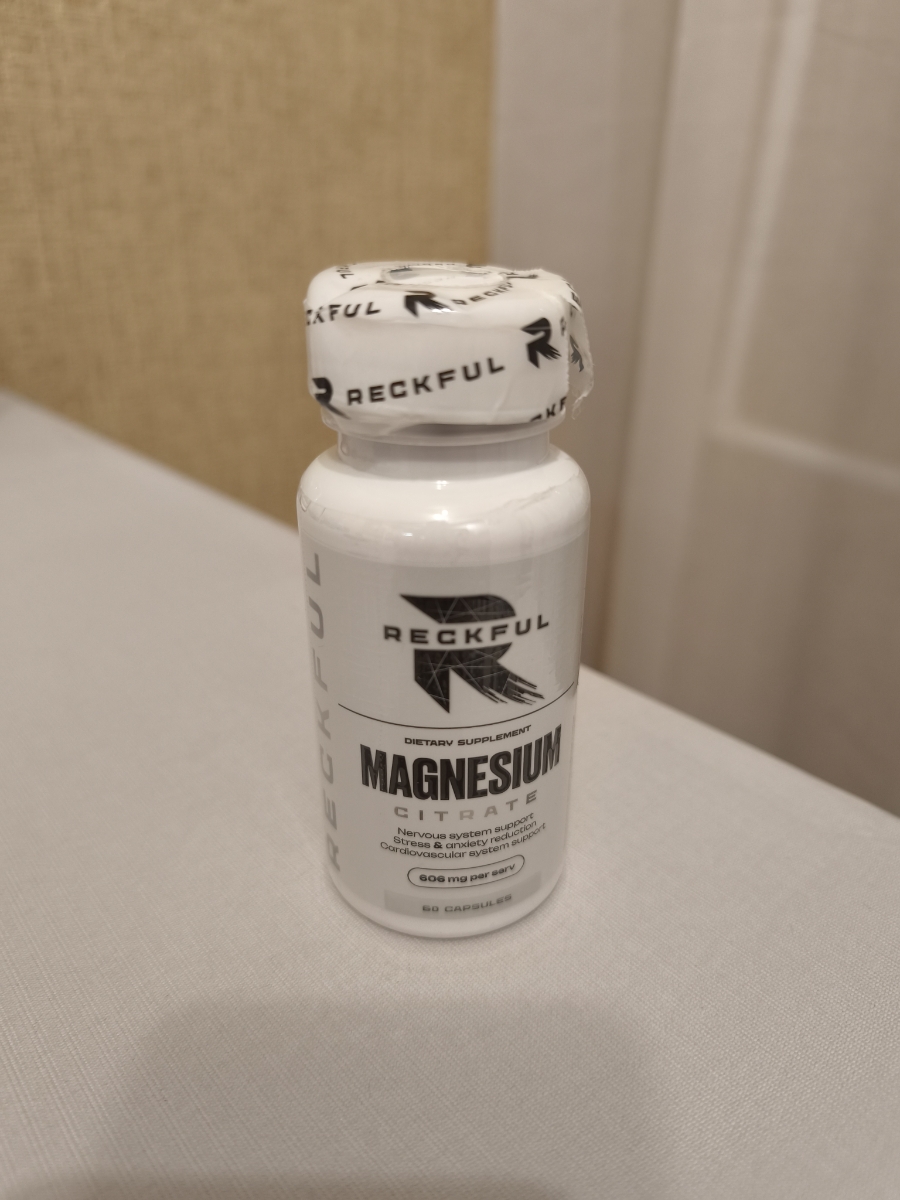 RECKFUL
RECKFUL
RECKFUL
RECKFUL
DIETARY SUPPLEMENT
MAGNESIUM
CITRATE
Nervous system support
Stress & anxiety reduction
Cardiovascular system support
606 mg per serv
60 CAPSULES